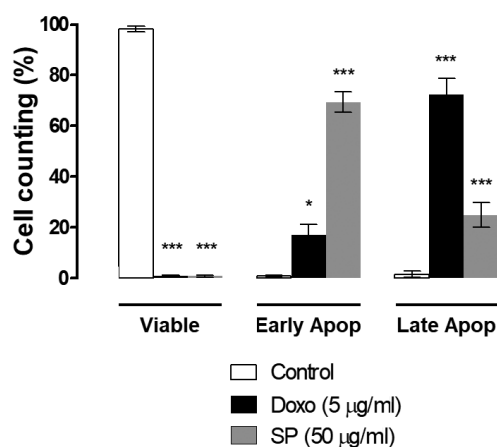 Cell counting (%)
100
80
60
40
20
0
***
***
*
***
***
***
Viable
Early Apop
Late Apop
Control
Doxo (5 μg/ml)
SP (50 μg/ml)